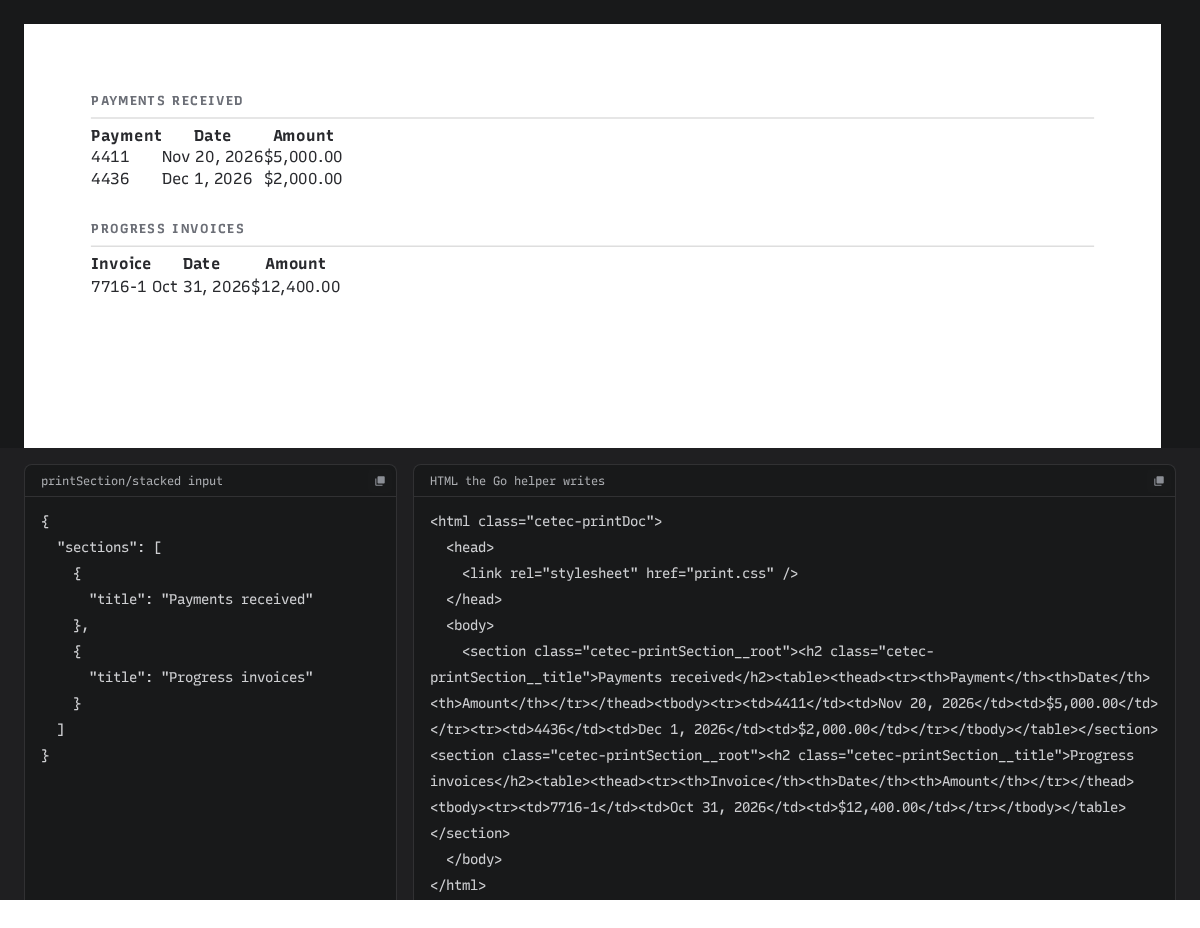 PAYMENTS RECEIVED
Payment Date Amount
4411 Nov 20, 2026$5,000.00
4436 Dec 1, 2026 $2,000.00
PROGRESS INVOICES
Invoice Date Amount
7716-1 Oct 31, 2026$12,400.00
printSection/stacked input
{
  "sections": [
    {
      "title": "Payments received"
    },
    {
      "title": "Progress invoices"
    }
  ]
}
HTML the Go helper writes
<html class="cetec-printDoc">
  <head>
    <link rel="stylesheet" href="print.css" />
  </head>
  <body>
    <section class="cetec-printSection__root"><h2 class="cetec-
printSection__title">Payments received</h2><table><thead><tr><th>Payment</th><th>Date</th>
<th>Amount</th></tr></thead><tbody><tr><td>4411</td><td>Nov 20, 2026</td><td>$5,000.00</td>
</tr><tr><td>4436</td><td>Dec 1, 2026</td><td>$2,000.00</td></tr></tbody></table></section>
<section class="cetec-printSection__root"><h2 class="cetec-printSection__title">Progress
invoices</h2><table><thead><tr><th>Invoice</th><th>Date</th><th>Amount</th></tr></thead>
<tbody><tr><td>7716-1</td><td>Oct 31, 2026</td><td>$12,400.00</td></tr></tbody></table>
</section>
  </body>
</html>